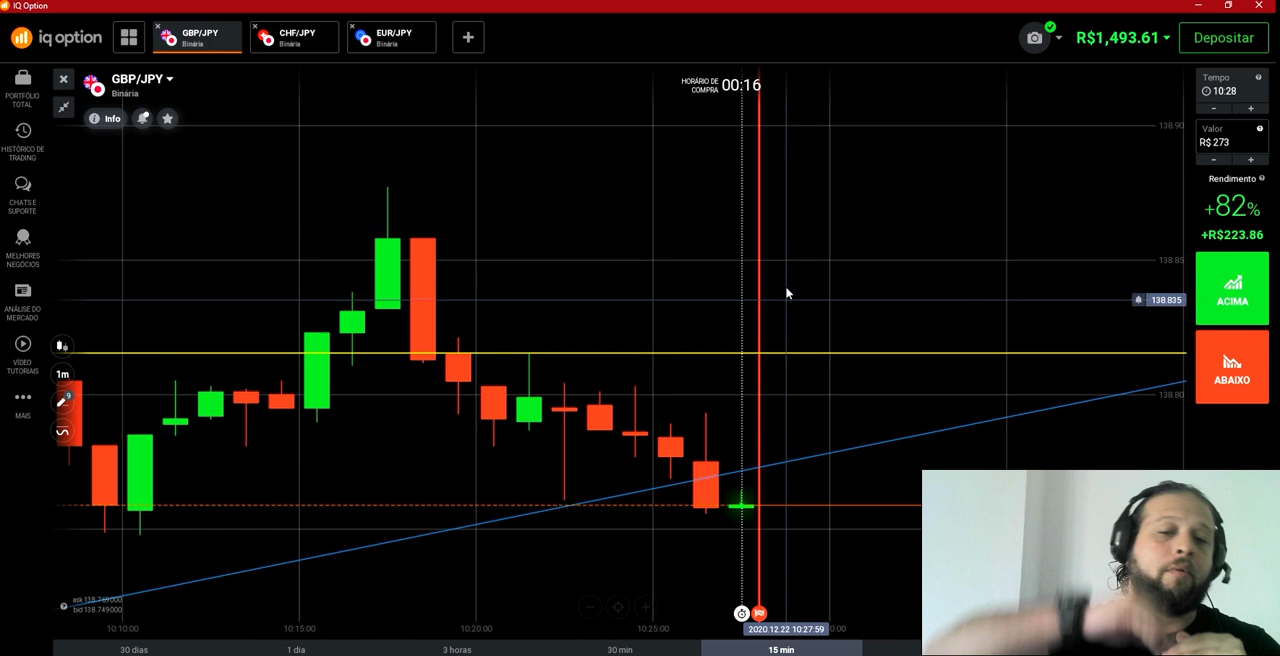 IQ Option
iq option
GBP/JPY
Binária
CHF/JPY
Binária
EUR/JPY
Binária
R$1,493.61
Depositar
PORTFÓLIO
TOTAL
HISTÓRICO DE
TRADING
CHATS E
SUPORTE
MELHORES
NEGÓCIOS
ANÁLISE DO
MERCADO
VÍDEO
TUTORIAIS
MAIS
GBP/JPY
Binária
Info
1m
9
HORÁRIO DE
COMPRA
00:16
138.90
138.85
138.835
138.80
Tempo
10:28
- +
Valor
R$ 273
- +
Rendimento
+82%
+R$223.86
ACIMA
ABAIXO
ask 138.769000
bid 138.749000
10:10:00
10:15:00
10:20:00
10:25:00
2020.12.22 10:27:59
30 dias
1 dia
3 horas
30 min
15 min